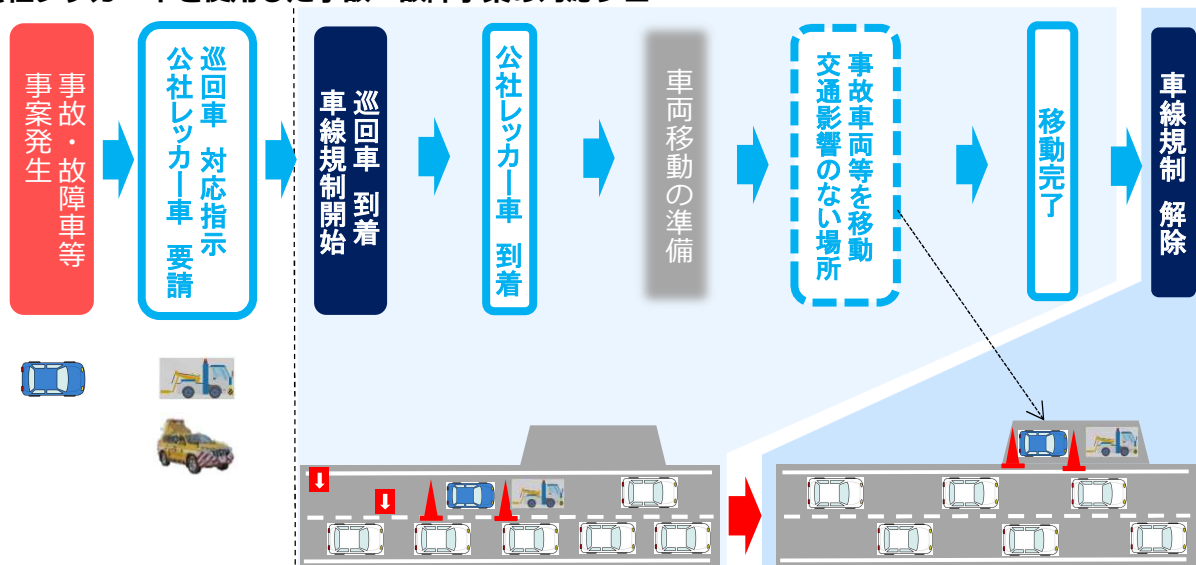 事故・故障車等
事案発生
巡回車 対応指示
公社レッカー車 要請
巡回車 到着
車線規制開始
公社レッカー車 到着
車両移動の準備
事故車両等を移動
交通影響のない場所
移動完了
車線規制 解除